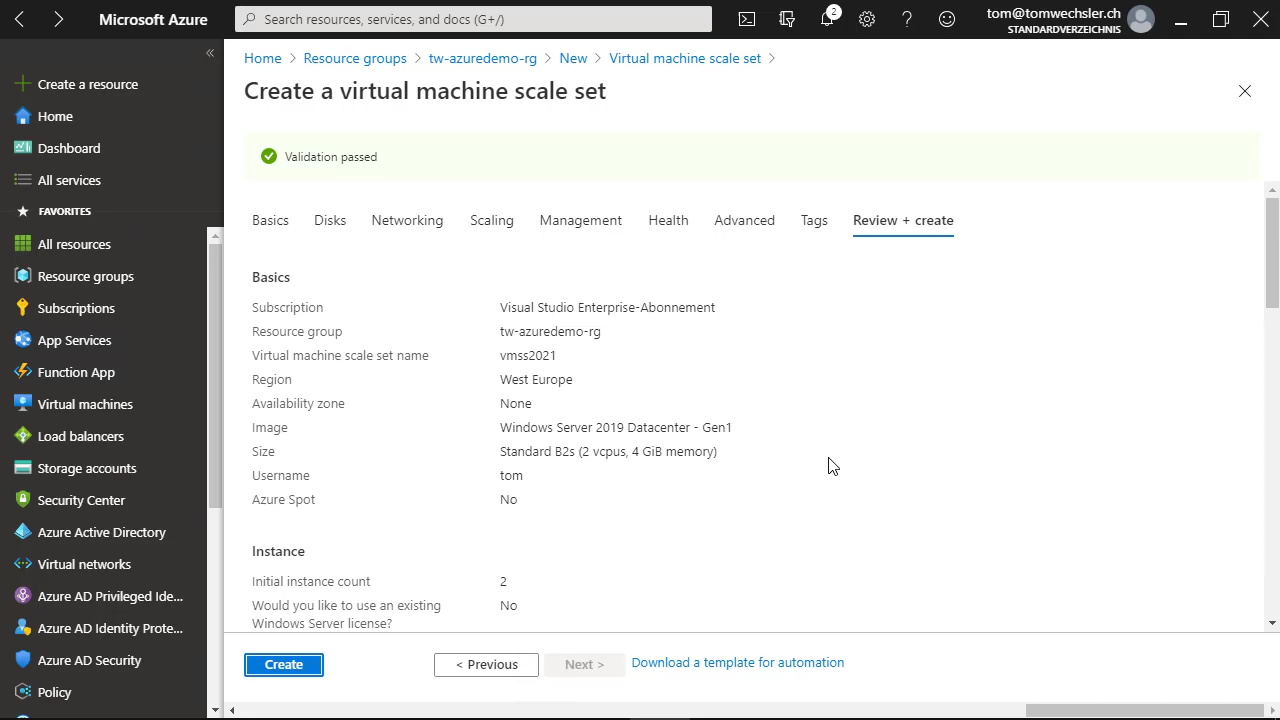 Microsoft Azure
Search resources, services, and docs (G+/)
2
tom@tomwechsler.ch
STANDARDVERZEICHNIS
Create a resource
Home
Dashboard
All services
FAVORITES
All resources
Resource groups
Subscriptions
App Services
Function App
Virtual machines
Load balancers
Storage accounts
Security Center
Azure Active Directory
Virtual networks
Azure AD Privileged Ide...
Azure AD Identity Prote...
Azure AD Security
Policy
Home > Resource groups > tw-azuredemo-rg > New > Virtual machine scale set >
Create a virtual machine scale set
Validation passed
Basics Disks Networking Scaling Management Health Advanced Tags Review + create
Basics
Subscription Visual Studio Enterprise-Abonnement
Resource group tw-azuredemo-rg
Virtual machine scale set name vmss2021
Region West Europe
Availability zone None
Image Windows Server 2019 Datacenter - Gen1
Size Standard B2s (2 vcpus, 4 GiB memory)
Username tom
Azure Spot No
Instance
Initial instance count 2
Would you like to use an existing No
Windows Server license?
Create < Previous Next > Download a template for automation